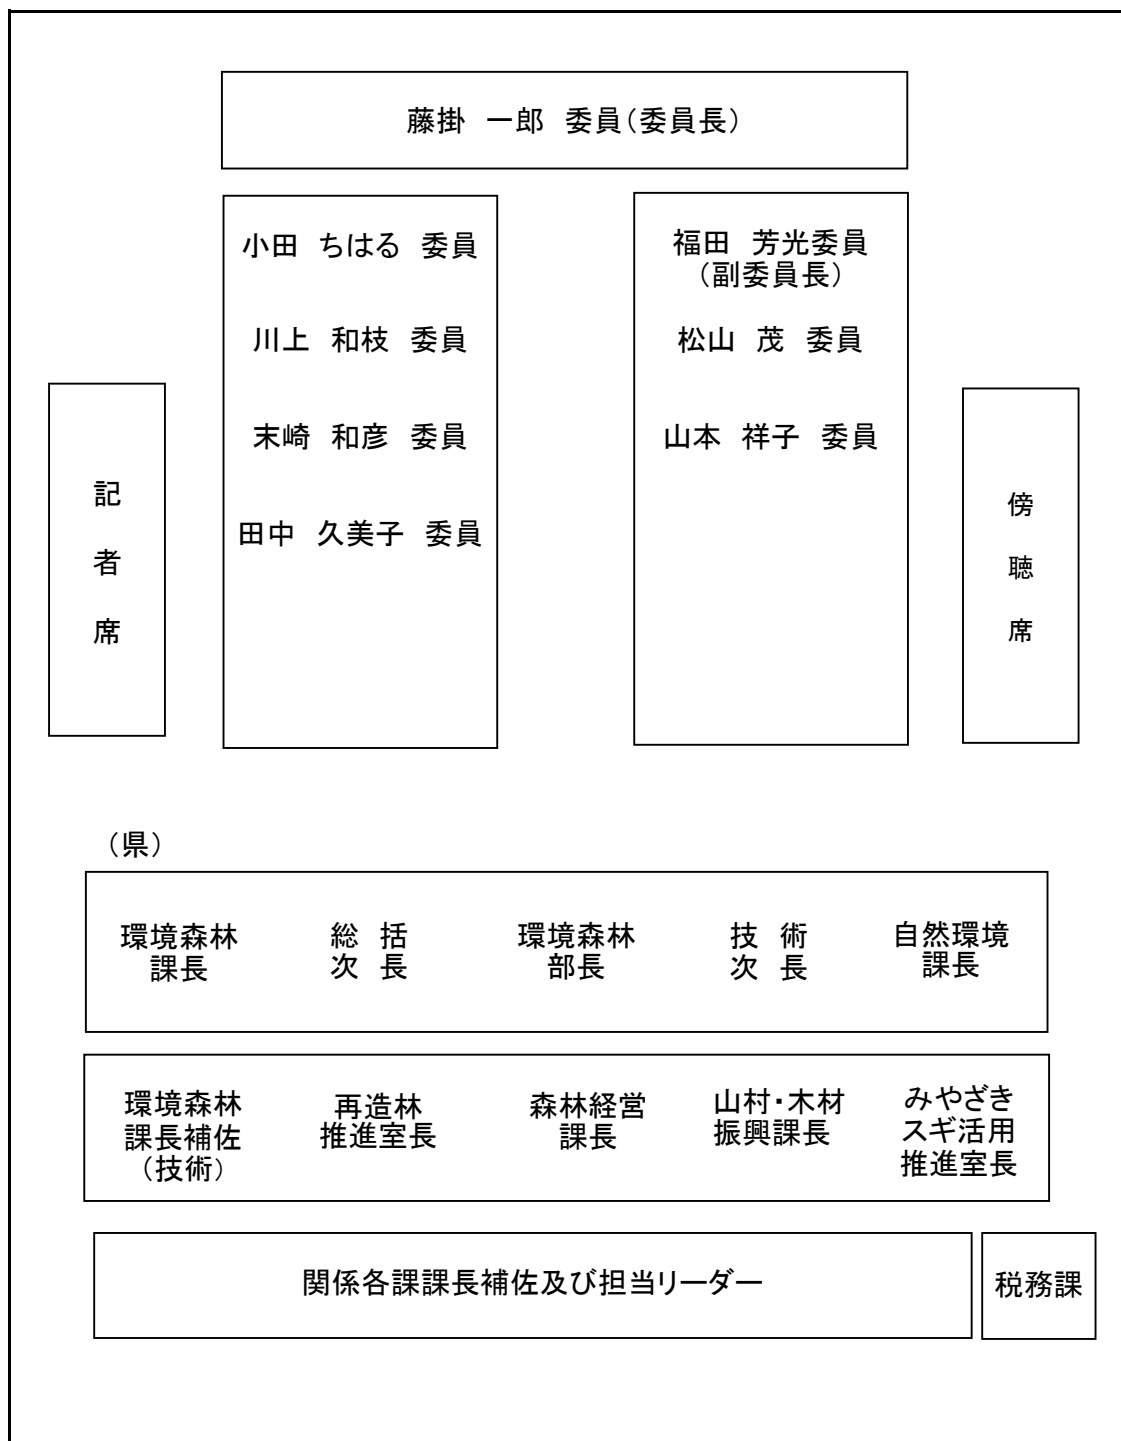 藤掛　一郎　委員（委員長）
小田　ちはる　委員
川上　和枝　委員
末崎　和彦　委員
田中　久美子　委員
福田　芳光委員
（副委員長）
松山　茂　委員
山本　祥子　委員
記者席
傍聴席
（県）
環境森林
課長
総　括
次　長
環境森林
部長
技　術
次　長
自然環境
課長
環境森林
課長補佐
（技術）
再造林
推進室長
森林経営
課長
山村・木材
振興課長
みやざき
スギ活用
推進室長
関係各課課長補佐及び担当リーダー
税務課